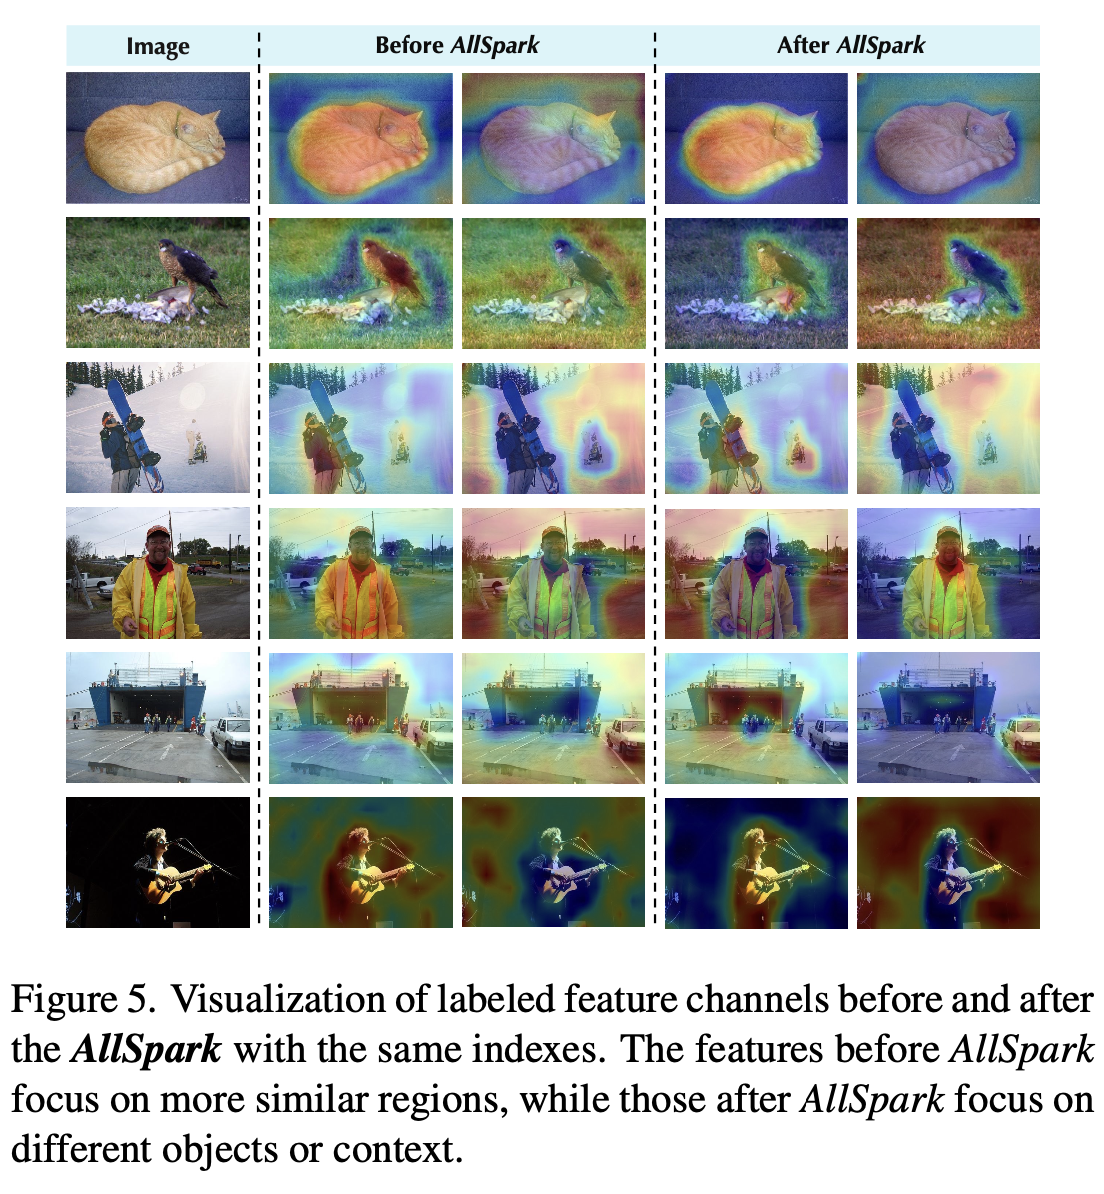 Image Before AllSpark After AllSpark
Figure 5. Visualization of labeled feature channels before and after
the AllSpark with the same indexes. The features before AllSpark
focus on more similar regions, while those after AllSpark focus on
different objects or context.